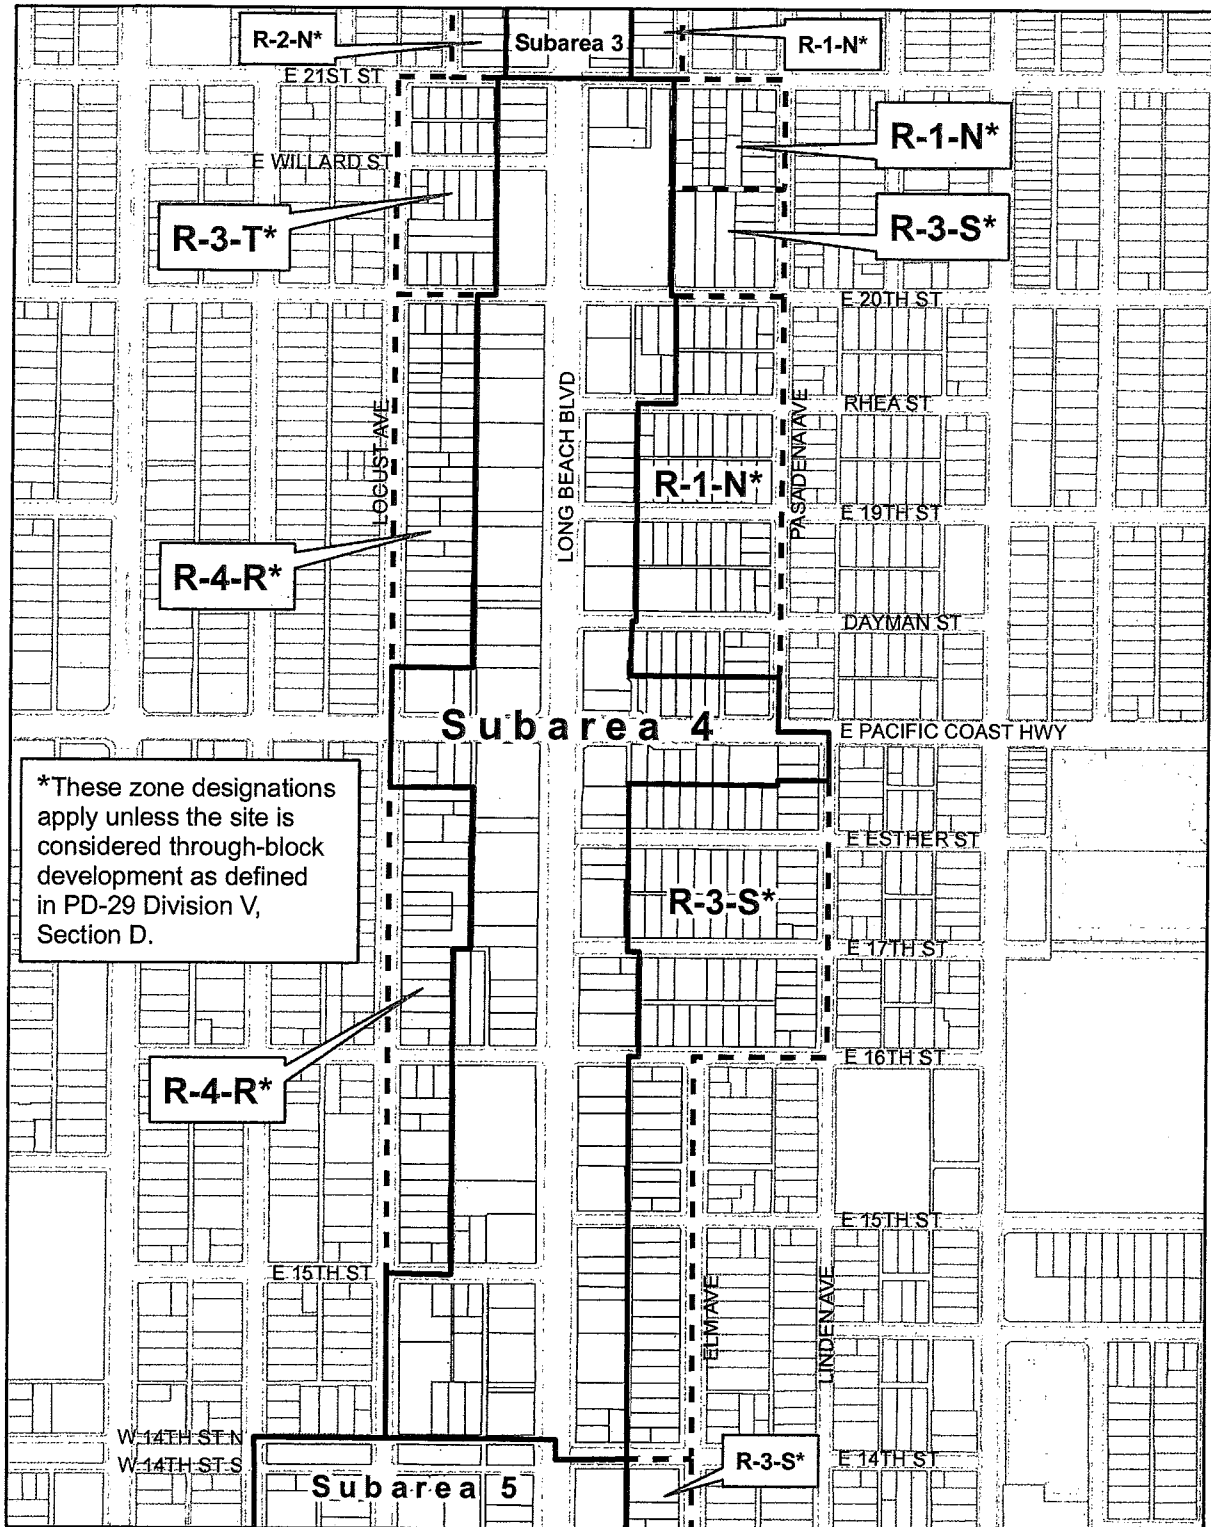 R-2-N*
Subarea 3
R-1-N*
E 21ST ST
R-1-N*
E WILLARD ST
R-3-T*
R-3-S*
E 20TH ST
LOCUST AVE
LONG BEACH BLVD
PASADENA AVE
RHEA ST
R-1-N*
E 19TH ST
R-4-R*
DAYMAN ST
Subarea 4
E PACIFIC COAST HWY
*These zone designations
apply unless the site is
considered through-block
development as defined
in PD-29 Division V,
Section D.
E ESTHER ST
R-3-S*
E 17TH ST
E 16TH ST
R-4-R*
E 15TH ST
E 15TH ST
ELM AVE
LINDEN AVE
W 14TH ST N
W 14TH ST S
R-3-S*
E 14TH ST
Subarea 5